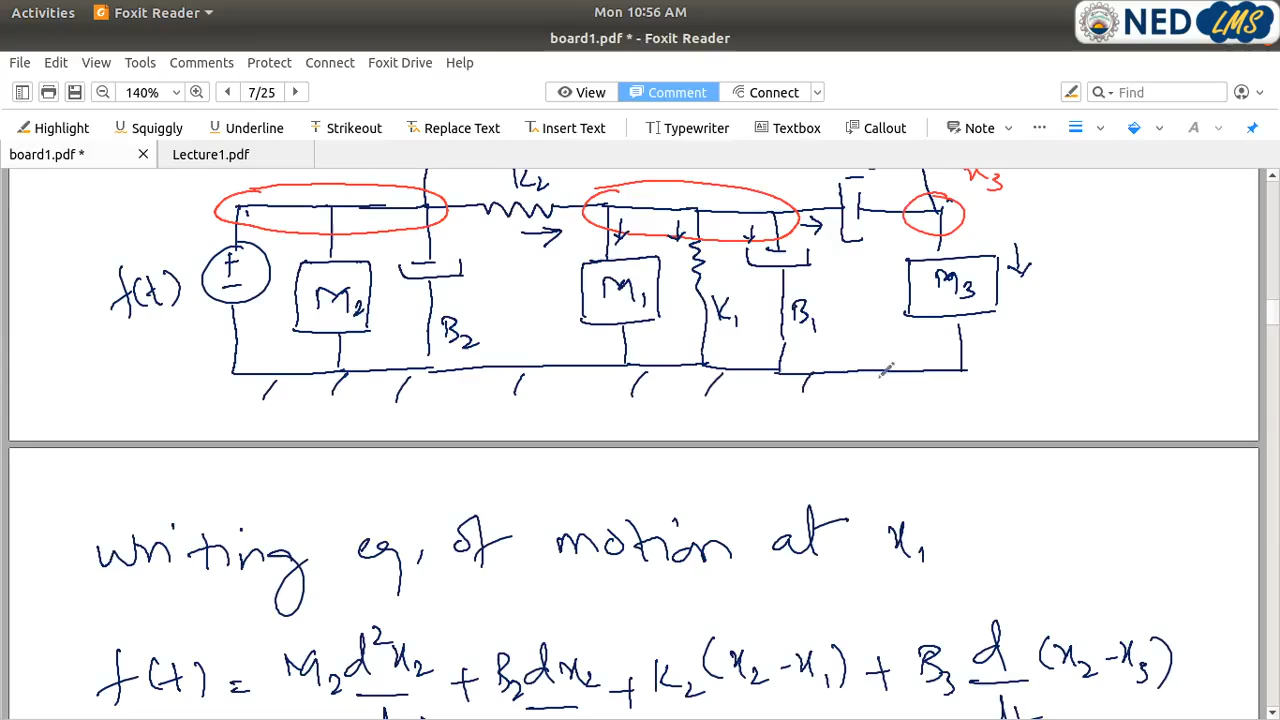 Activities Foxit Reader Mon 10:56 AM
NED LMS
board1.pdf * - Foxit Reader
File Edit View Tools Comments Protect Connect Foxit Drive Help
140% 7/25 View Comment Connect Find
Highlight Squiggly Underline Strikeout Replace Text Insert Text Typewriter Textbox Callout Note
board1.pdf * Lecture1.pdf
K2 x3
f(t) + − M2 B2 M1 K1 B1 M3
writing eq, of motion at x1
f(t) = M2 d²x2 + B2 dx2 + K2 (x2 - x1) + B3 d (x2 - x3)